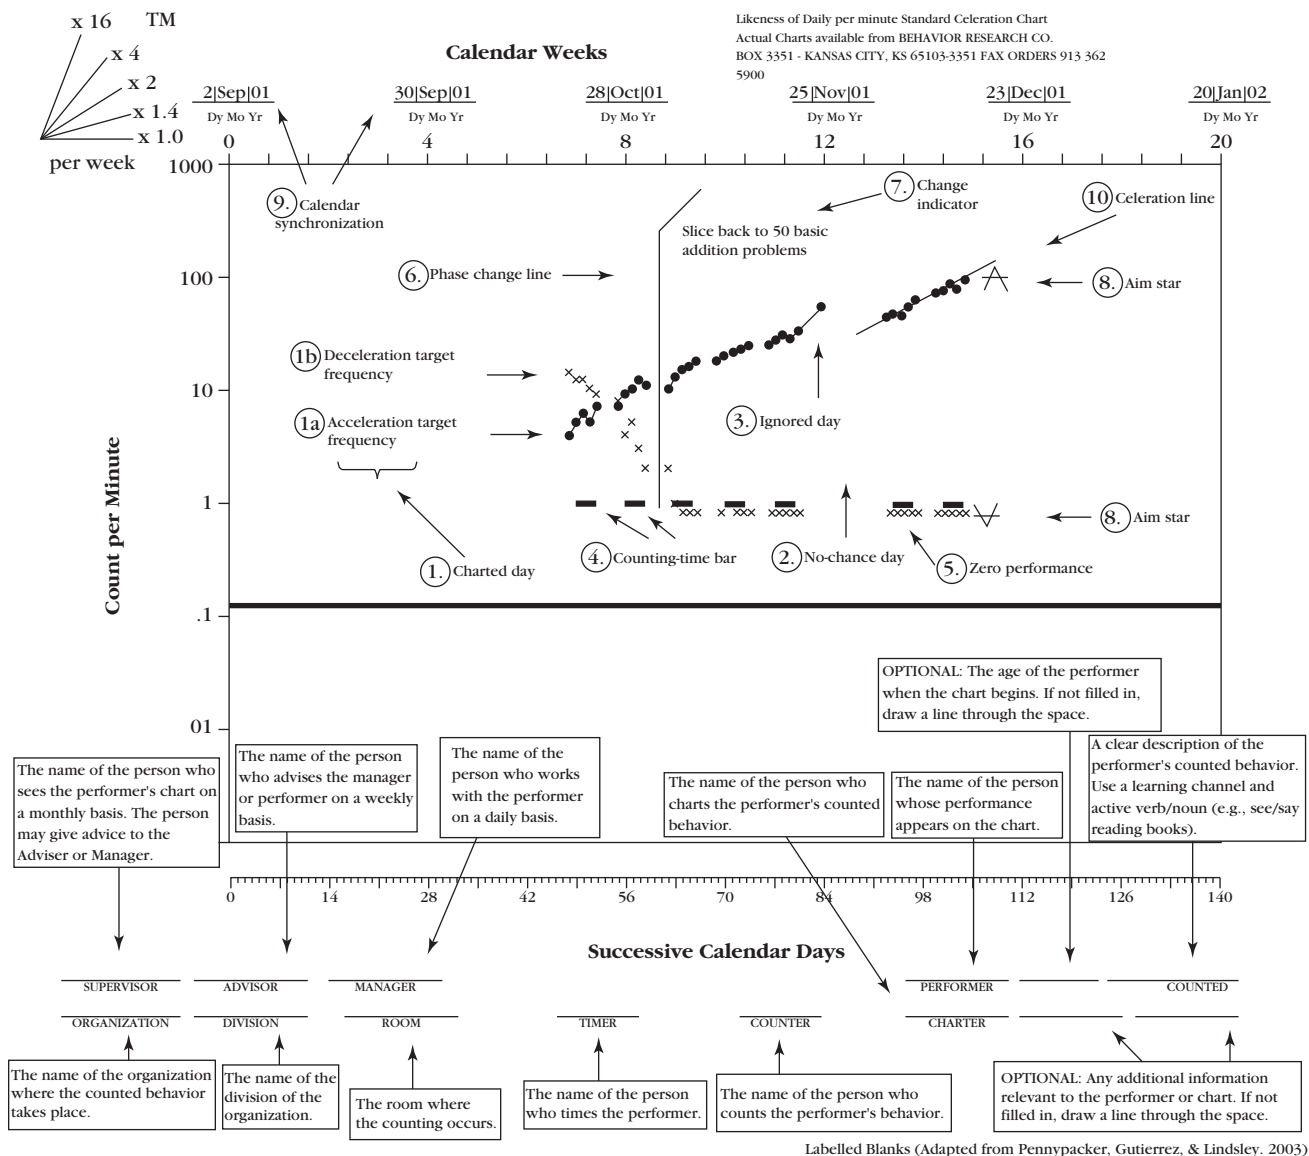 x 16 TM
x 4
x 2
x 1.4
x 1.0
per week
Calendar Weeks
Likeness of Daily per minute Standard Celeration Chart
Actual Charts available from BEHAVIOR RESEARCH CO.
BOX 3351 - KANSAS CITY, KS 65103-3351 FAX ORDERS 913 362
5900
2|Sep|01 30|Sep|01 28|Oct|01 25|Nov|01 23|Dec|01 20|Jan|02
Dy Mo Yr Dy Mo Yr Dy Mo Yr Dy Mo Yr Dy Mo Yr Dy Mo Yr
0 4 8 12 16 20
1000
100
10
1
.1
01
Count per Minute
9. Calendar
synchronization
7. Change
indicator
10 Celeration line
Slice back to 50 basic
addition problems
6. Phase change line
8. Aim star
1b Deceleration target
frequency
1a Acceleration target
frequency
3. Ignored day
8. Aim star
1. Charted day
4. Counting-time bar
2. No-chance day
5. Zero performance
OPTIONAL: The age of the performer
when the chart begins. If not filled in,
draw a line through the space.
The name of the person who
sees the performer's chart on
a monthly basis. The person
may give advice to the
Adviser or Manager.
The name of the person
who advises the manager
or performer on a weekly
basis.
The name of the
person who works
with the performer
on a daily basis.
The name of the person who
charts the performer's counted
behavior.
The name of the person
whose performance
appears on the chart.
A clear description of the
performer's counted behavior.
Use a learning channel and
active verb/noun (e.g., see/say
reading books).
0 14 28 42 56 70 84 98 112 126 140
Successive Calendar Days
SUPERVISOR ADVISOR MANAGER PERFORMER COUNTED
ORGANIZATION DIVISION ROOM TIMER COUNTER CHARTER
The name of the organization
where the counted behavior
takes place.
The name of the
division of the
organization.
The room where
the counting occurs.
The name of the person
who times the performer.
The name of the person who
counts the performer's behavior.
OPTIONAL: Any additional information
relevant to the performer or chart. If not
filled in, draw a line through the space.
Labelled Blanks (Adapted from Pennypacker, Gutierrez, & Lindsley. 2003)